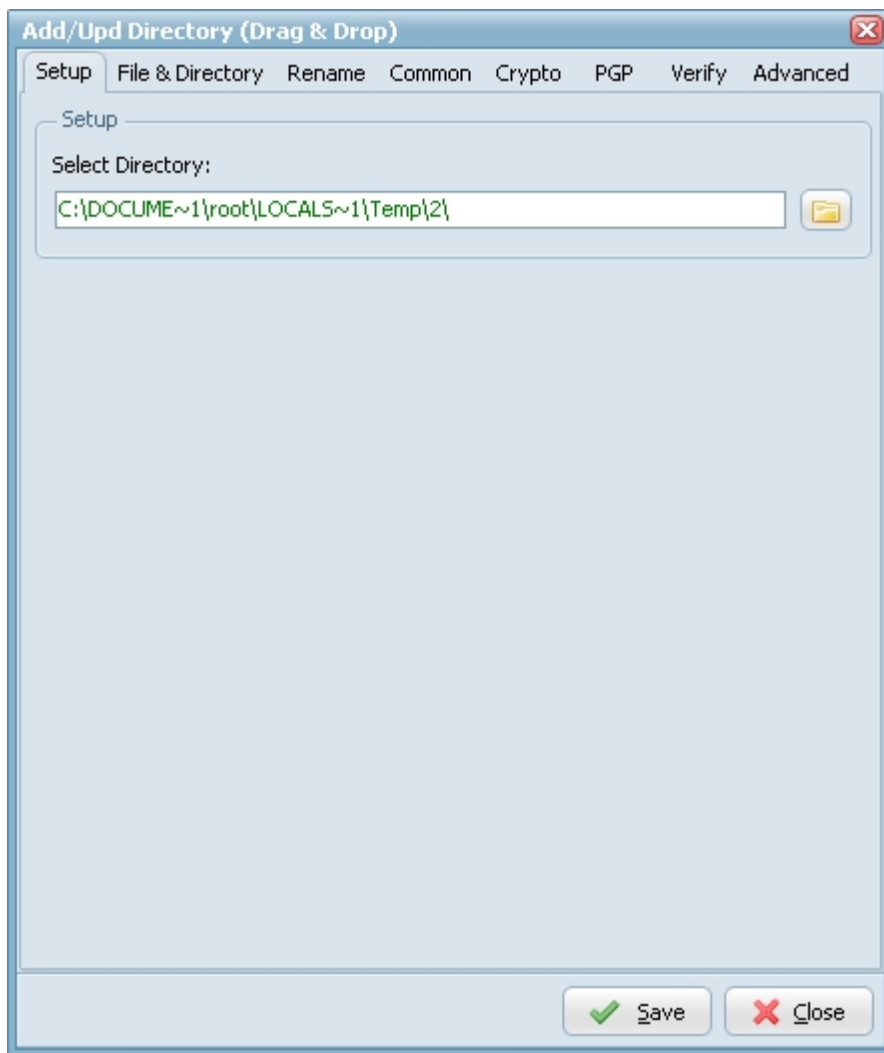 Add/Upd Directory (Drag & Drop)
Setup File & Directory Rename Common Crypto PGP Verify Advanced
Setup
Select Directory:
C:\DOCUME~1\root\LOCALS~1\Temp\2\
Save Close